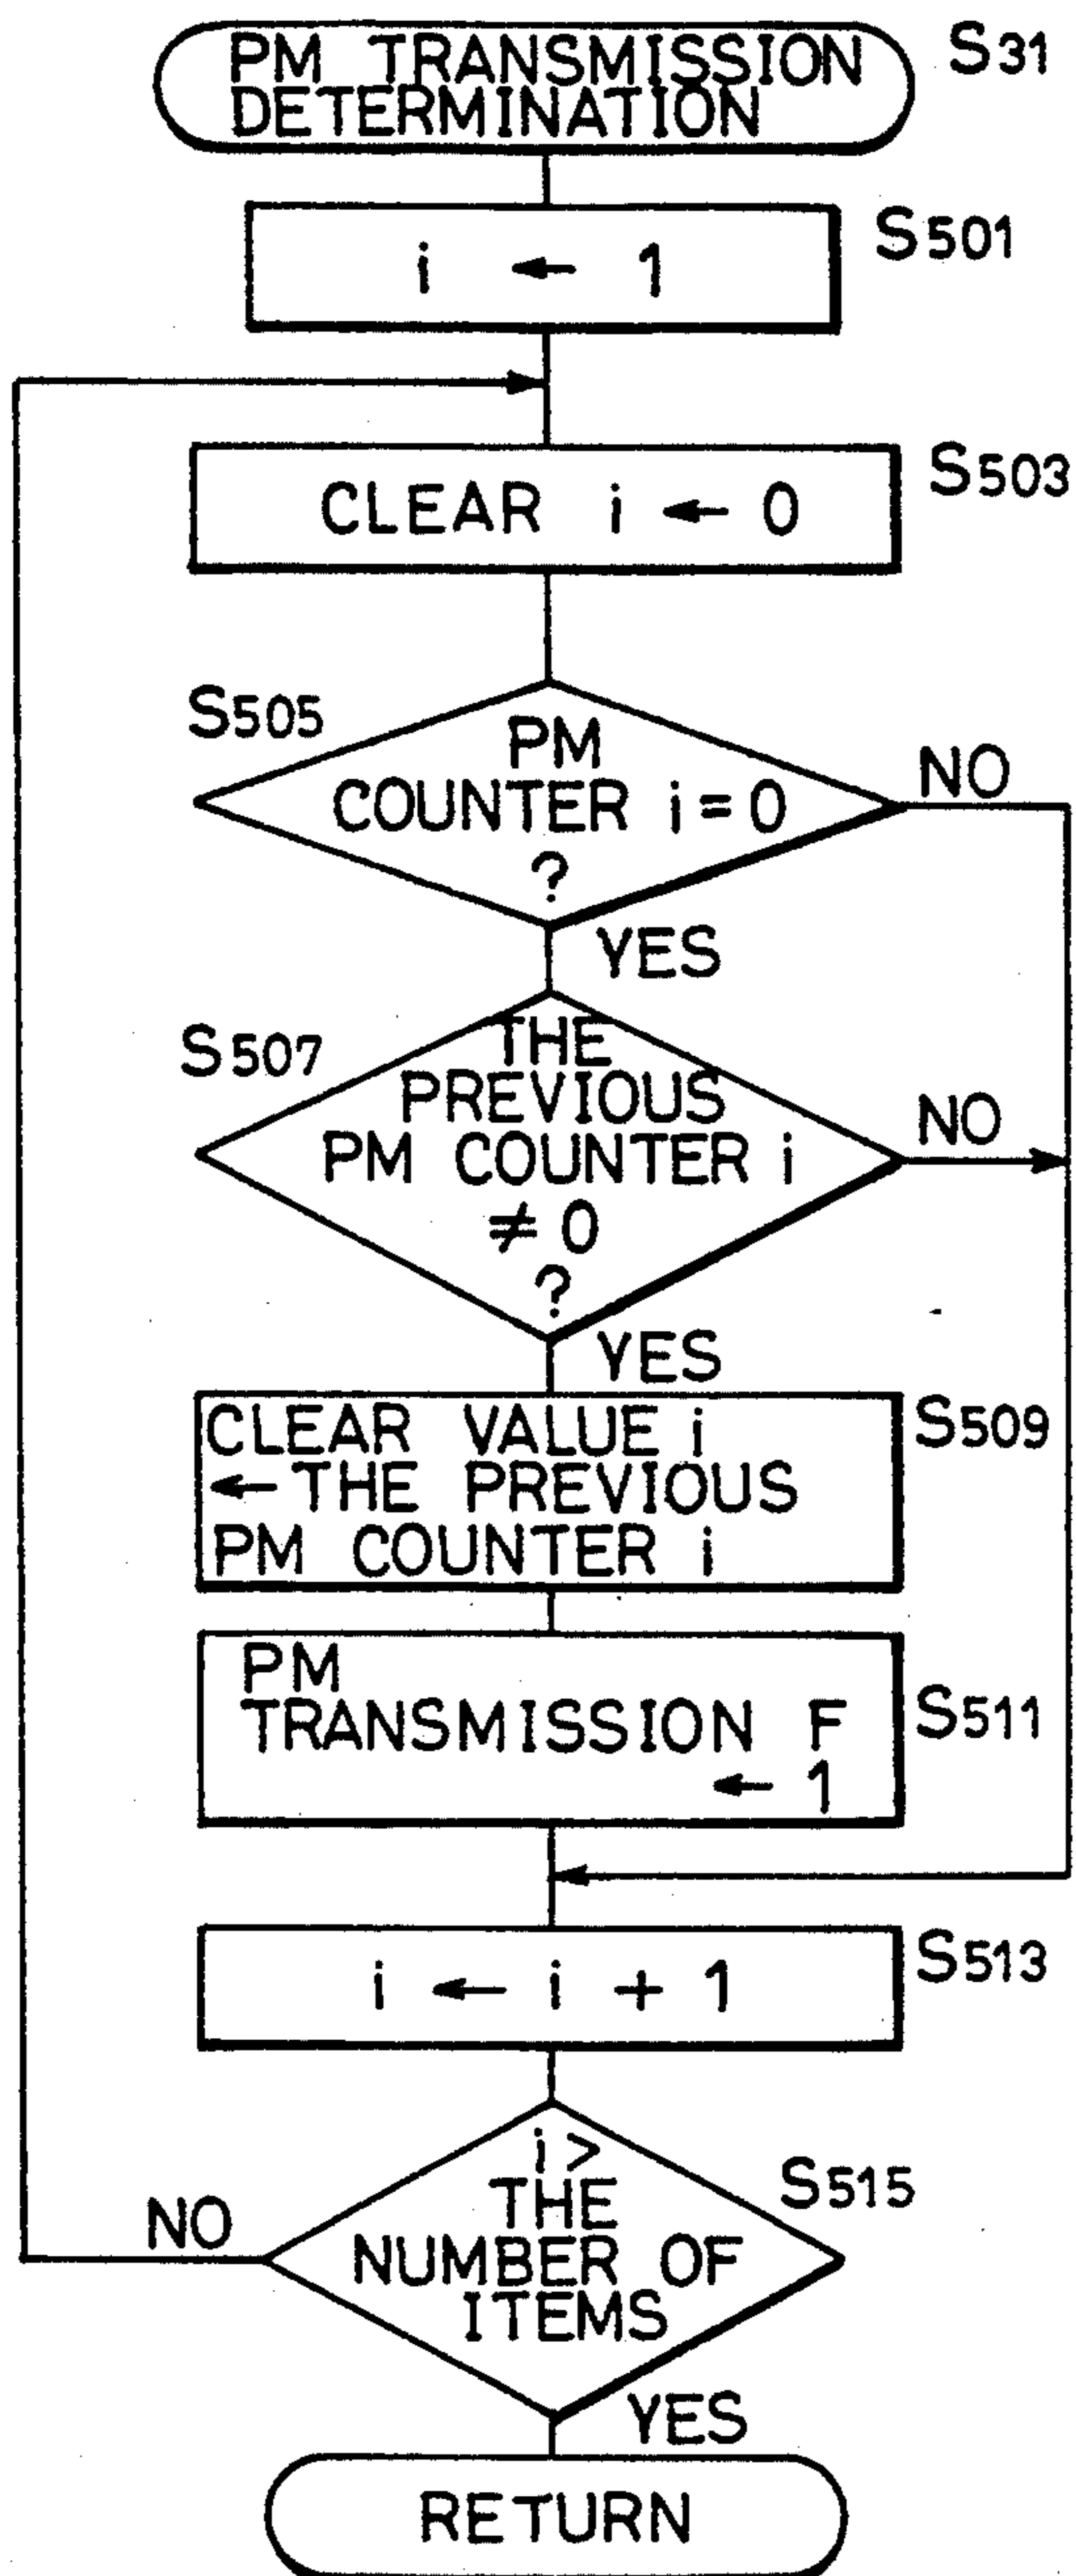 PM TRANSMISSION
DETERMINATION
S31
i ← 1
S501
CLEAR i ← 0
S503
S505
PM
COUNTER i = 0
?
NO
YES
S507
THE
PREVIOUS
PM COUNTER i
≠ 0
?
NO
YES
CLEAR VALUE i
← THE PREVIOUS
PM COUNTER i
S509
PM
TRANSMISSION F
← 1
S511
i ← i + 1
S513
i >
THE
NUMBER OF
ITEMS
S515
NO
YES
RETURN